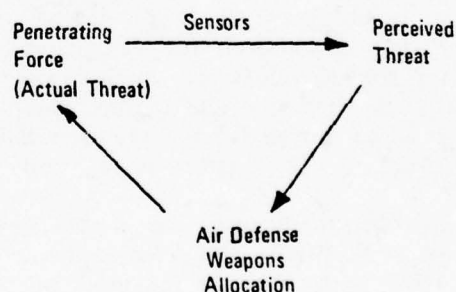 Penetrating
Force
(Actual Threat)
Sensors
Perceived
Threat
Air Defense
Weapons
Allocation